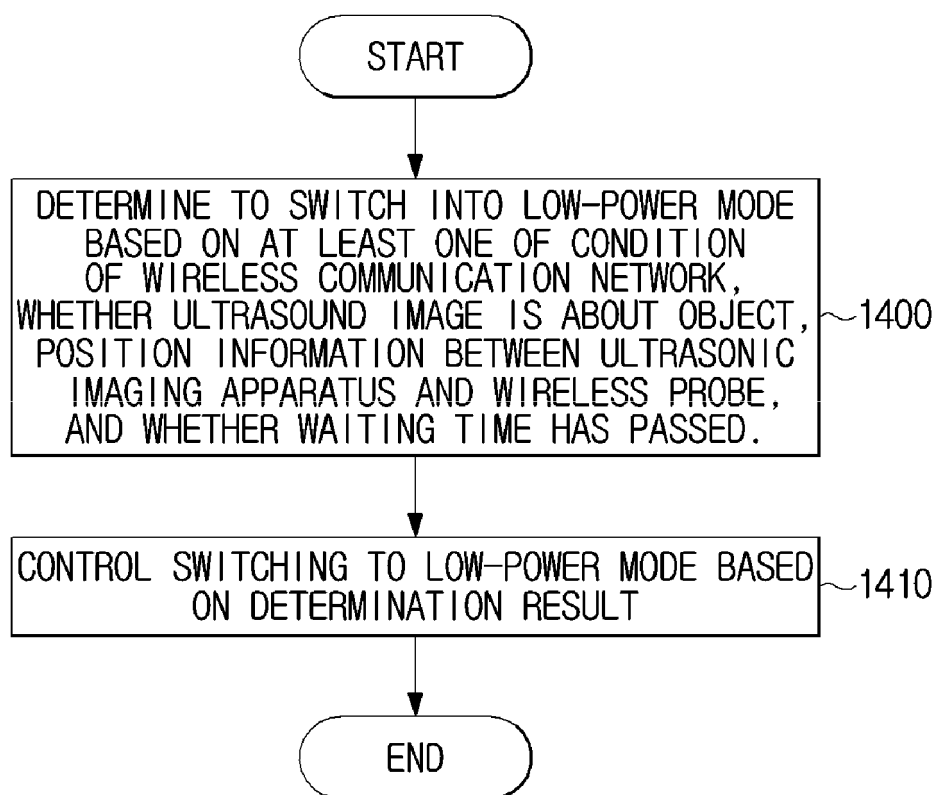 START
DETERMINE TO SWITCH INTO LOW-POWER MODE
BASED ON AT LEAST ONE OF CONDITION
OF WIRELESS COMMUNICATION NETWORK,
WHETHER ULTRASOUND IMAGE IS ABOUT OBJECT,
POSITION INFORMATION BETWEEN ULTRASONIC
IMAGING APPARATUS AND WIRELESS PROBE,
AND WHETHER WAITING TIME HAS PASSED.
1400
CONTROL SWITCHING TO LOW-POWER MODE BASED
ON DETERMINATION RESULT
1410
END